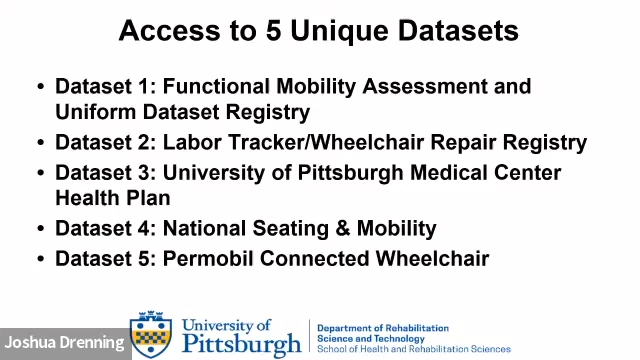 Access to 5 Unique Datasets
• Dataset 1: Functional Mobility Assessment and
Uniform Dataset Registry
• Dataset 2: Labor Tracker/Wheelchair Repair Registry
• Dataset 3: University of Pittsburgh Medical Center
Health Plan
• Dataset 4: National Seating & Mobility
• Dataset 5: Permobil Connected Wheelchair
University of
Pittsburgh
Department of Rehabilitation
Science and Technology
School of Health and Rehabilitation Sciences
Joshua Drenning